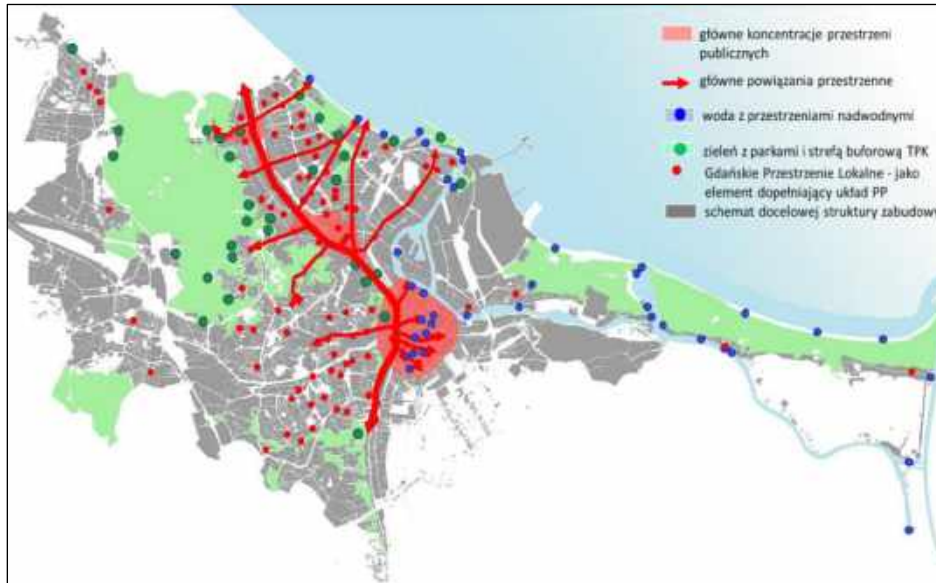 główne koncentracje przestrzeni
publicznych
główne powiązania przestrzenne
woda z przestrzeniami nadwodnymi
zieleń z parkami i strefą buforową TPK
Gdańskie Przestrzenie Lokalne - jako
element dopełniający układ PP
schemat docelowej struktury zabudowy